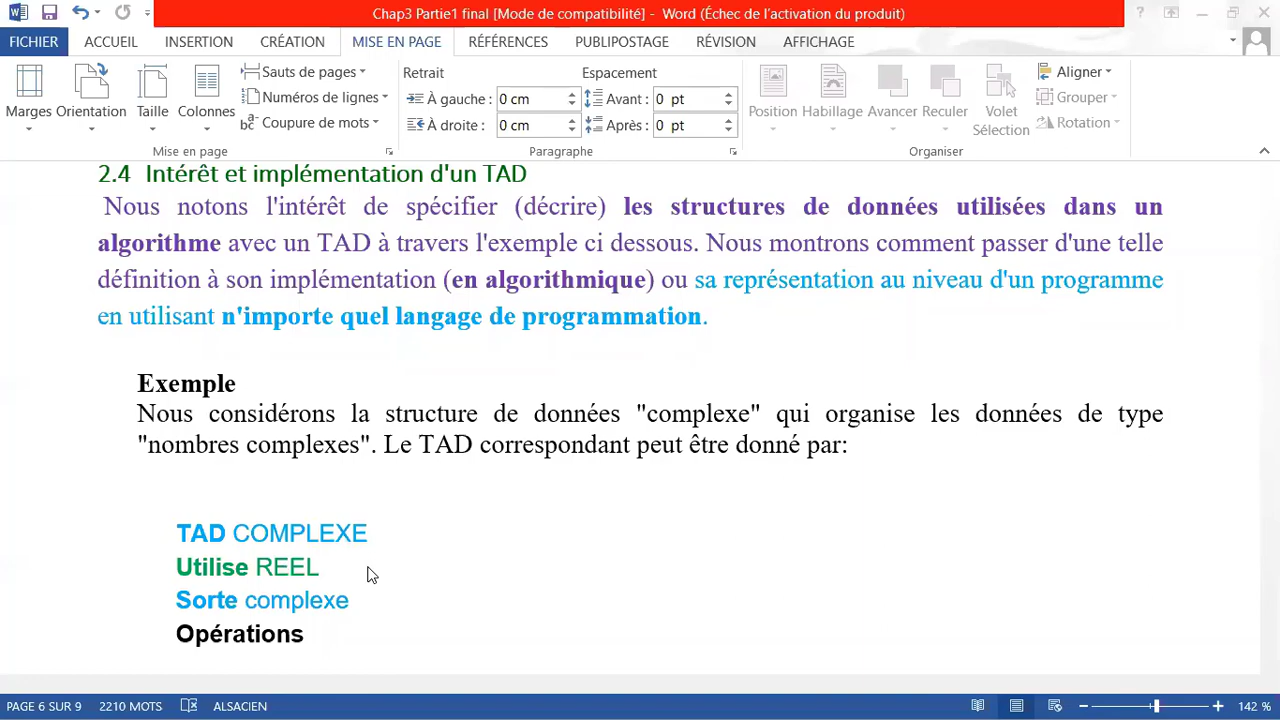 Chap3 Partie1 final [Mode de compatibilité] - Word (Échec de l'activation du produit)
FICHIER ACCUEIL INSERTION CRÉATION MISE EN PAGE RÉFÉRENCES PUBLIPOSTAGE RÉVISION AFFICHAGE
Marges
Orientation
Taille
Colonnes
Sauts de pages
Numéros de lignes
Coupure de mots
Mise en page
Retrait
À gauche : 0 cm
À droite : 0 cm
Espacement
Avant : 0 pt
Après : 0 pt
Paragraphe
Position
Habillage
Avancer
Reculer
Volet
Sélection
Aligner
Grouper
Rotation
Organiser
2.4 Intérêt et implémentation d'un TAD
Nous notons l'intérêt de spécifier (décrire) les structures de données utilisées dans un
algorithme avec un TAD à travers l'exemple ci dessous. Nous montrons comment passer d'une telle
définition à son implémentation (en algorithmique) ou sa représentation au niveau d'un programme
en utilisant n'importe quel langage de programmation.
Exemple
Nous considérons la structure de données "complexe" qui organise les données de type
"nombres complexes". Le TAD correspondant peut être donné par:
TAD COMPLEXE
Utilise REEL
Sorte complexe
Opérations
PAGE 6 SUR 9 2210 MOTS ALSACIEN 142 %